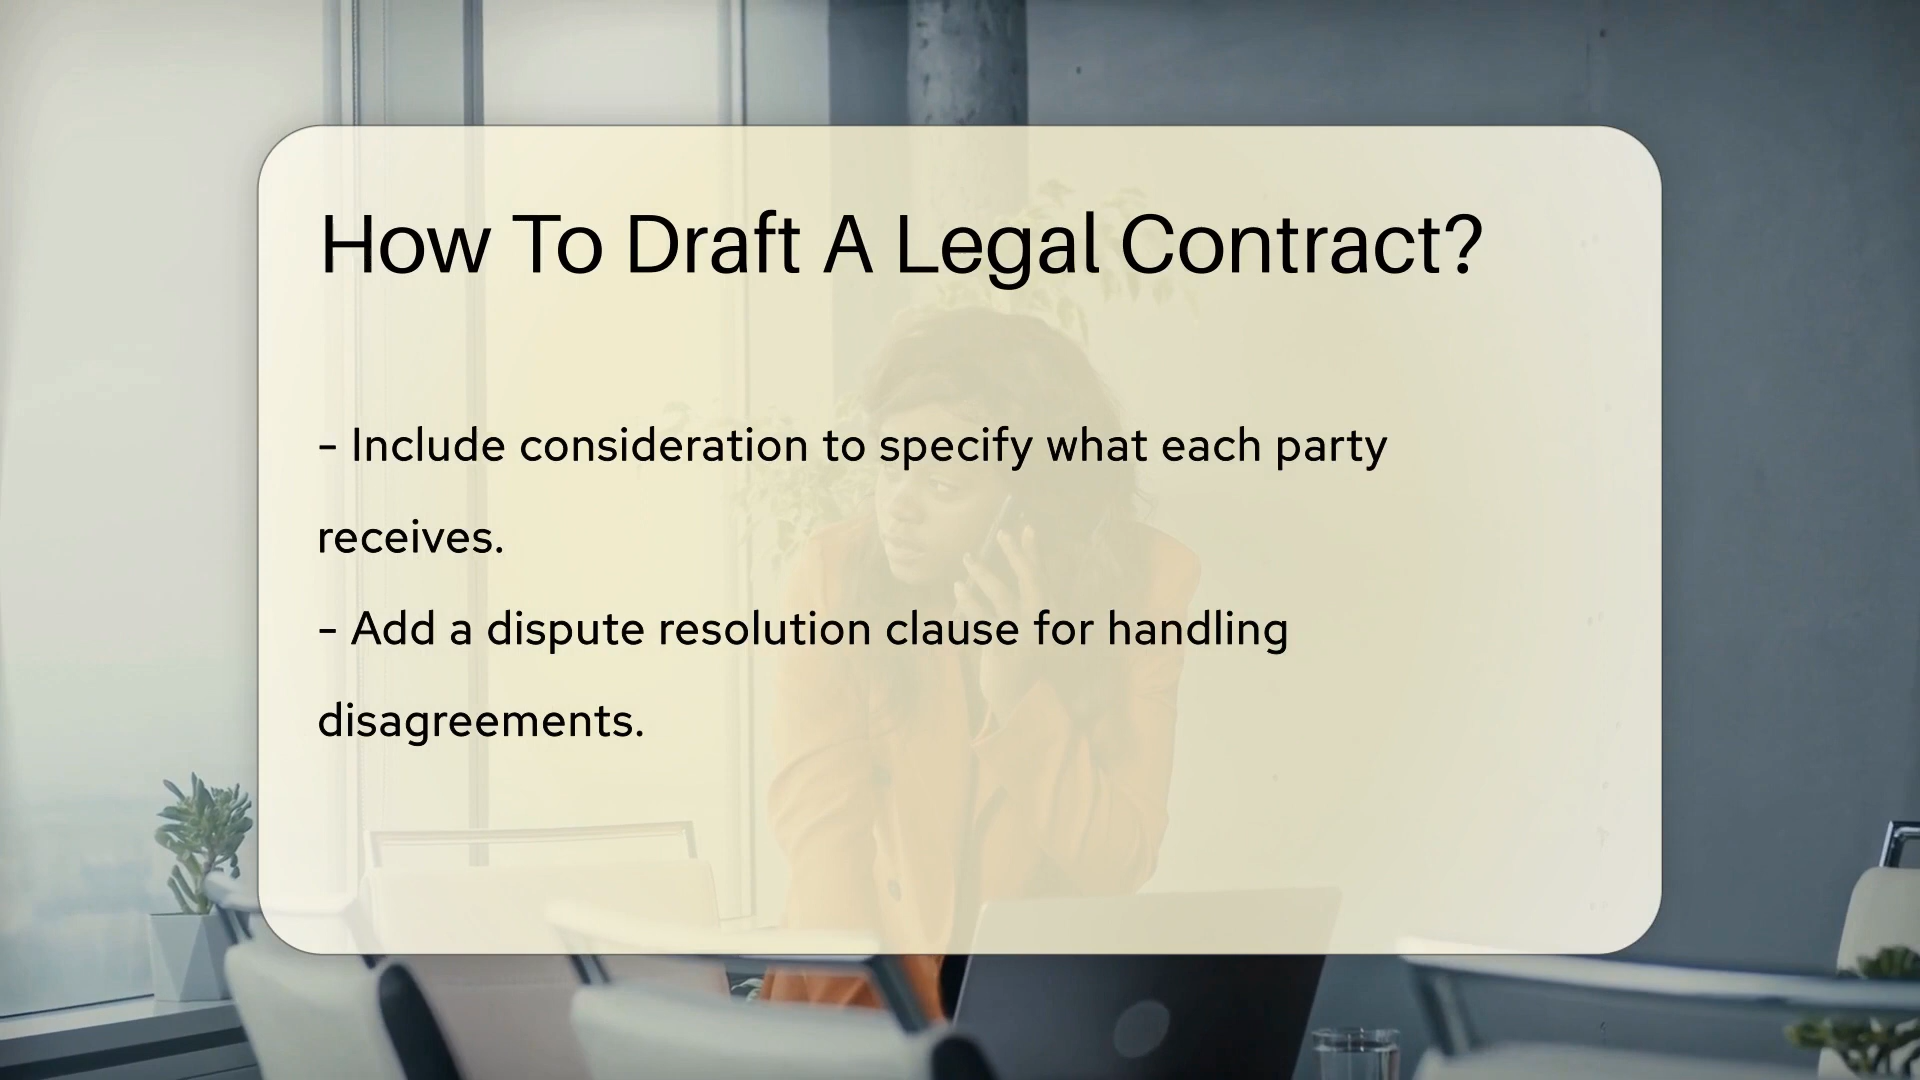 How To Draft A Legal Contract?
- Include consideration to specify what each party
receives.
- Add a dispute resolution clause for handling
disagreements.